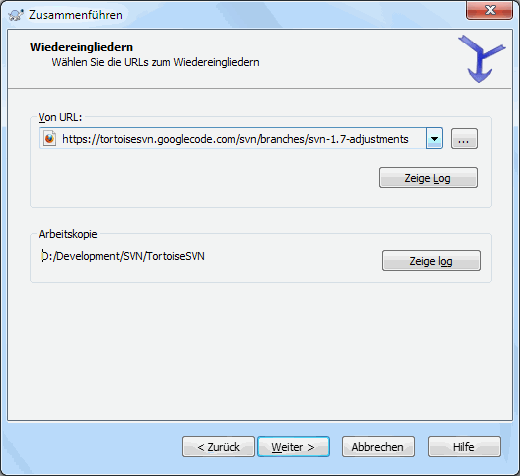 Zusammenführen
Wiedereingliedern
Wählen Sie die URLs zum Wiedereingliedern
Von URL:
https://tortoisesvn.googlecode.com/svn/branches/svn-1.7-adjustments
...
Zeige Log
Arbeitskopie
D:/Development/SVN/TortoiseSVN
Zeige log
< Zurück Weiter > Abbrechen Hilfe